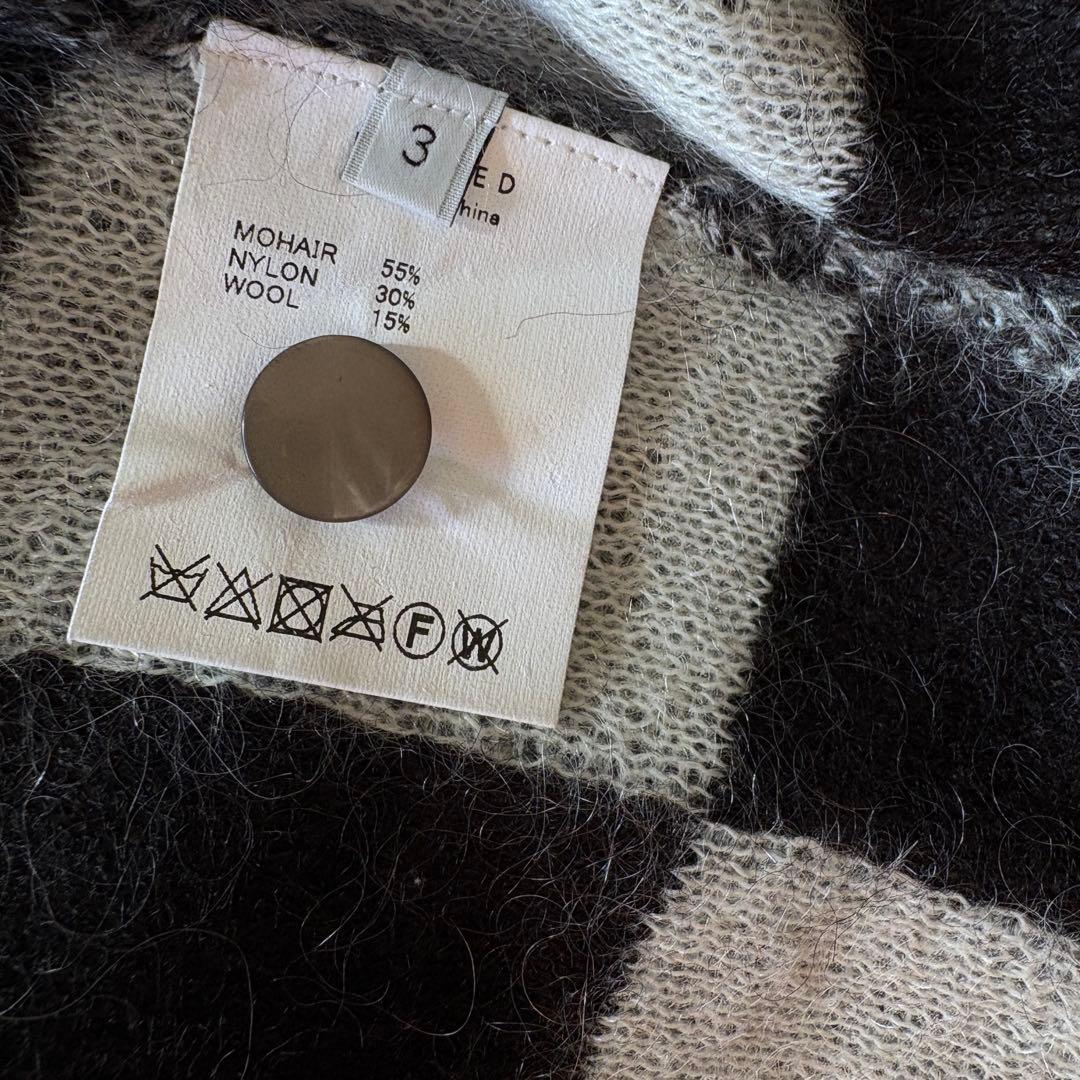 3
ED
hina
MOHAIR 55%
NYLON 30%
WOOL 15%
F
W